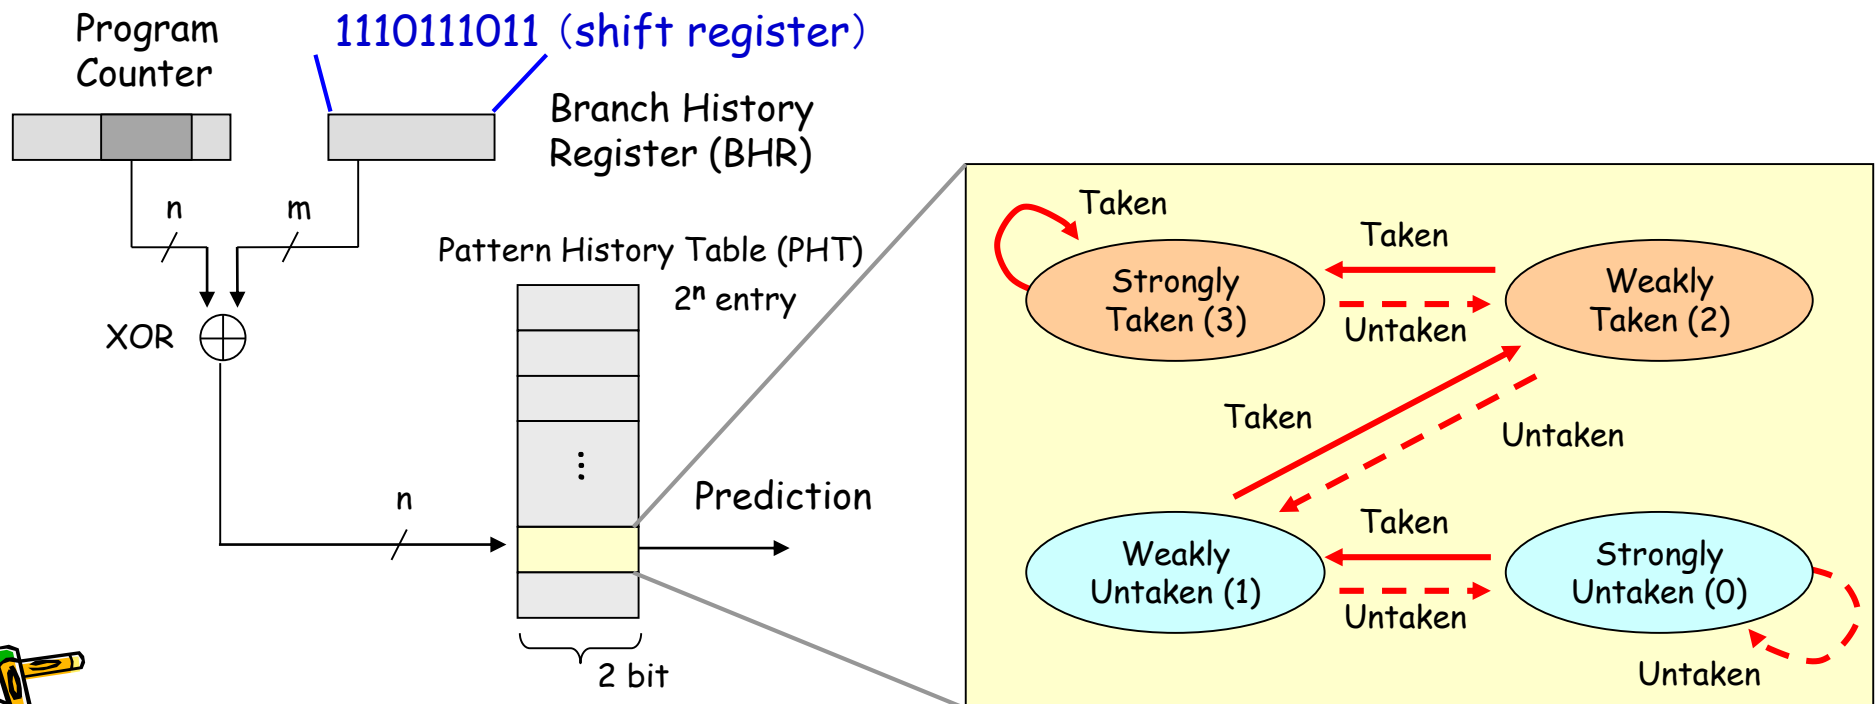 Program
Counter
1110111011 （shift register）
Branch History
Register (BHR)
n
m
XOR
Pattern History Table (PHT)
2ⁿ entry
n
Prediction
2 bit
Taken
Strongly
Taken (3)
Taken
Untaken
Weakly
Taken (2)
Taken
Untaken
Weakly
Untaken (1)
Taken
Untaken
Strongly
Untaken (0)
Untaken